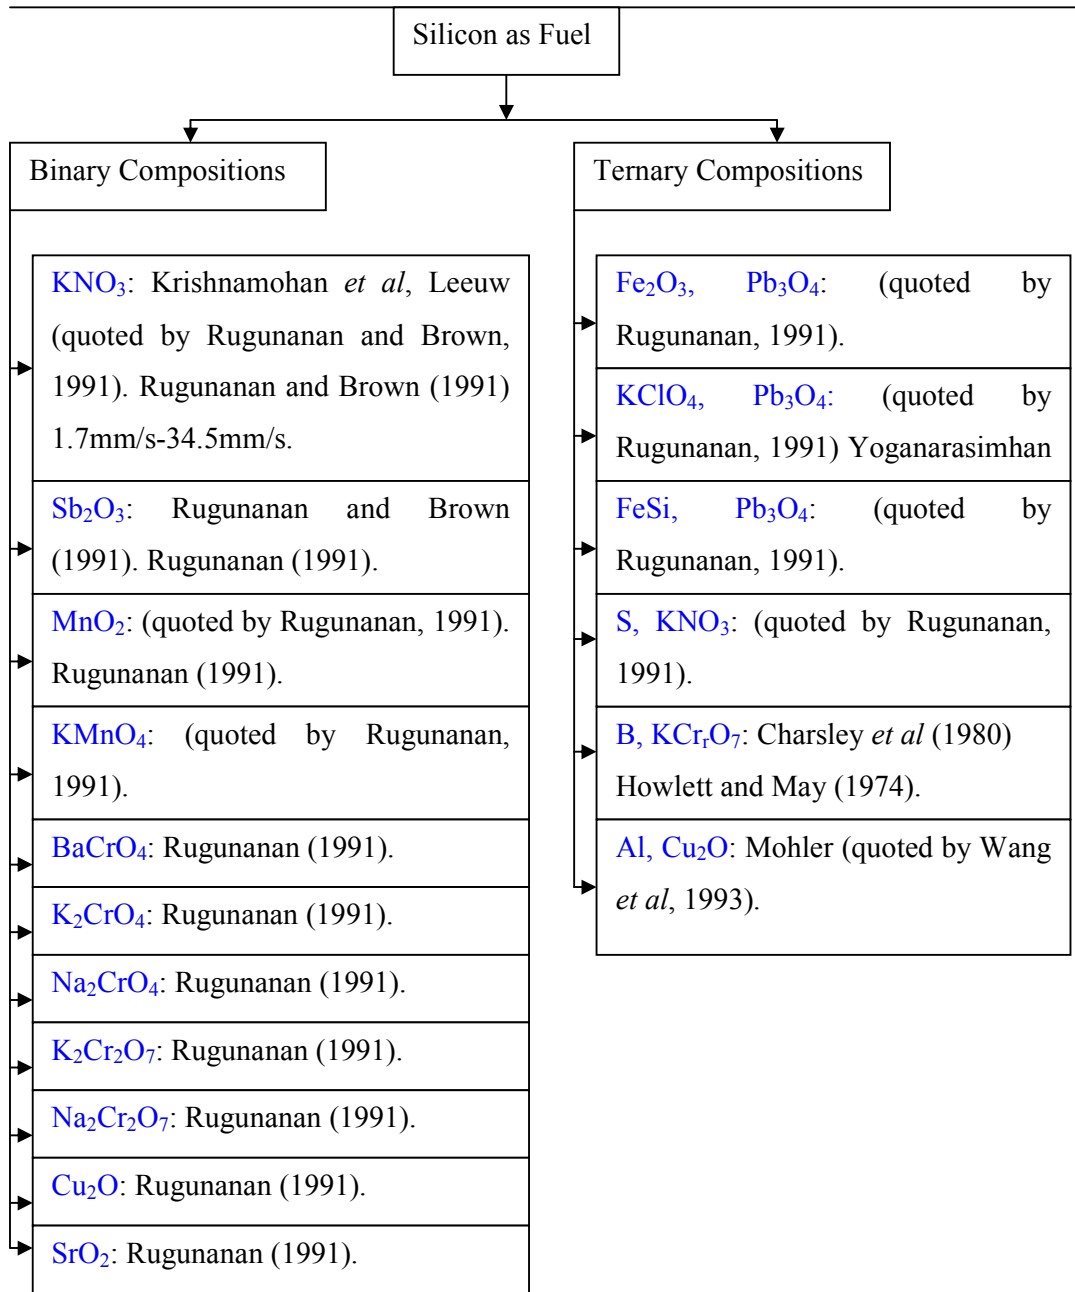 Silicon as Fuel
Binary Compositions
KNO₃: Krishnamohan et al, Leeuw
(quoted by Rugunanan and Brown,
1991). Rugunanan and Brown (1991)
1.7mm/s-34.5mm/s.
Sb₂O₃: Rugunanan and Brown
(1991). Rugunanan (1991).
MnO₂: (quoted by Rugunanan, 1991).
Rugunanan (1991).
KMnO₄: (quoted by Rugunanan,
1991).
BaCrO₄: Rugunanan (1991).
K₂CrO₄: Rugunanan (1991).
Na₂CrO₄: Rugunanan (1991).
K₂Cr₂O₇: Rugunanan (1991).
Na₂Cr₂O₇: Rugunanan (1991).
Cu₂O: Rugunanan (1991).
SrO₂: Rugunanan (1991).
Ternary Compositions
Fe₂O₃, Pb₃O₄: (quoted by
Rugunanan, 1991).
KClO₄, Pb₃O₄: (quoted by
Rugunanan, 1991) Yoganarasimhan
FeSi, Pb₃O₄: (quoted by
Rugunanan, 1991).
S, KNO₃: (quoted by Rugunanan,
1991).
B, KCrᵣO₇: Charsley et al (1980)
Howlett and May (1974).
Al, Cu₂O: Mohler (quoted by Wang
et al, 1993).